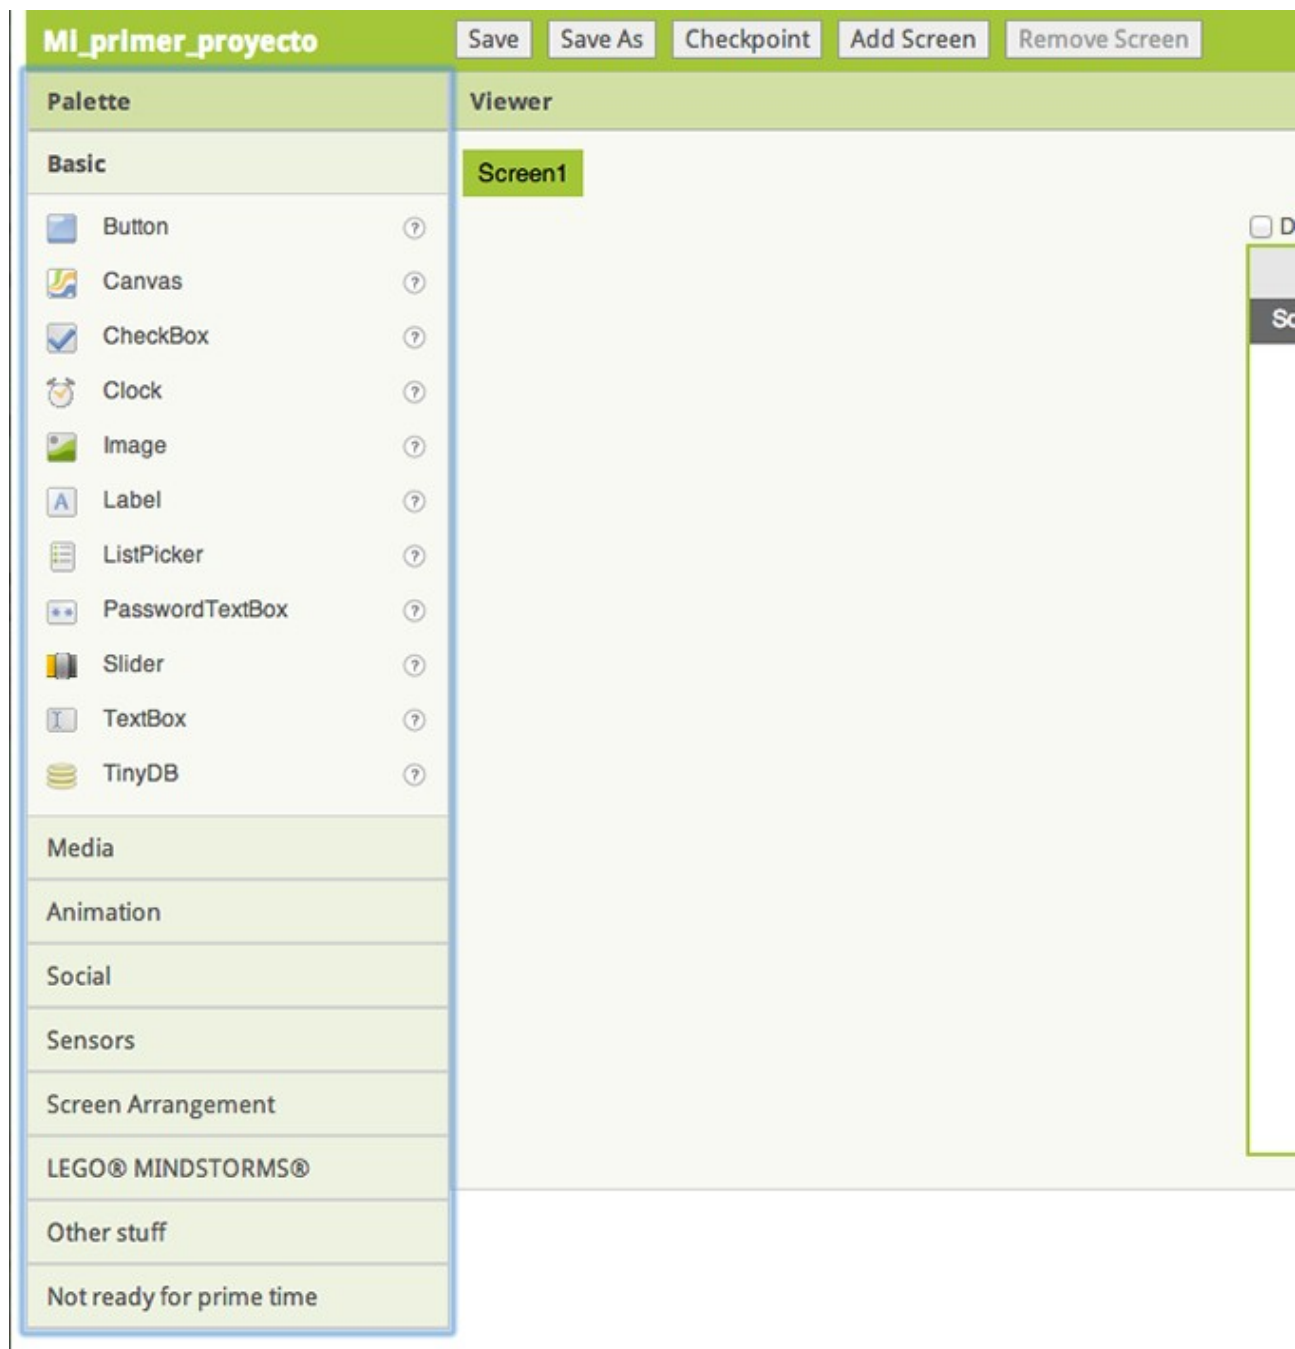 Mi_primer_proyecto Save Save As Checkpoint Add Screen Remove Screen
Palette
Viewer
Basic
Screen1
Button
Canvas
CheckBox
Clock
Image
Label
ListPicker
PasswordTextBox
Slider
TextBox
TinyDB
Media
Animation
Social
Sensors
Screen Arrangement
LEGO® MINDSTORMS®
Other stuff
Not ready for prime time